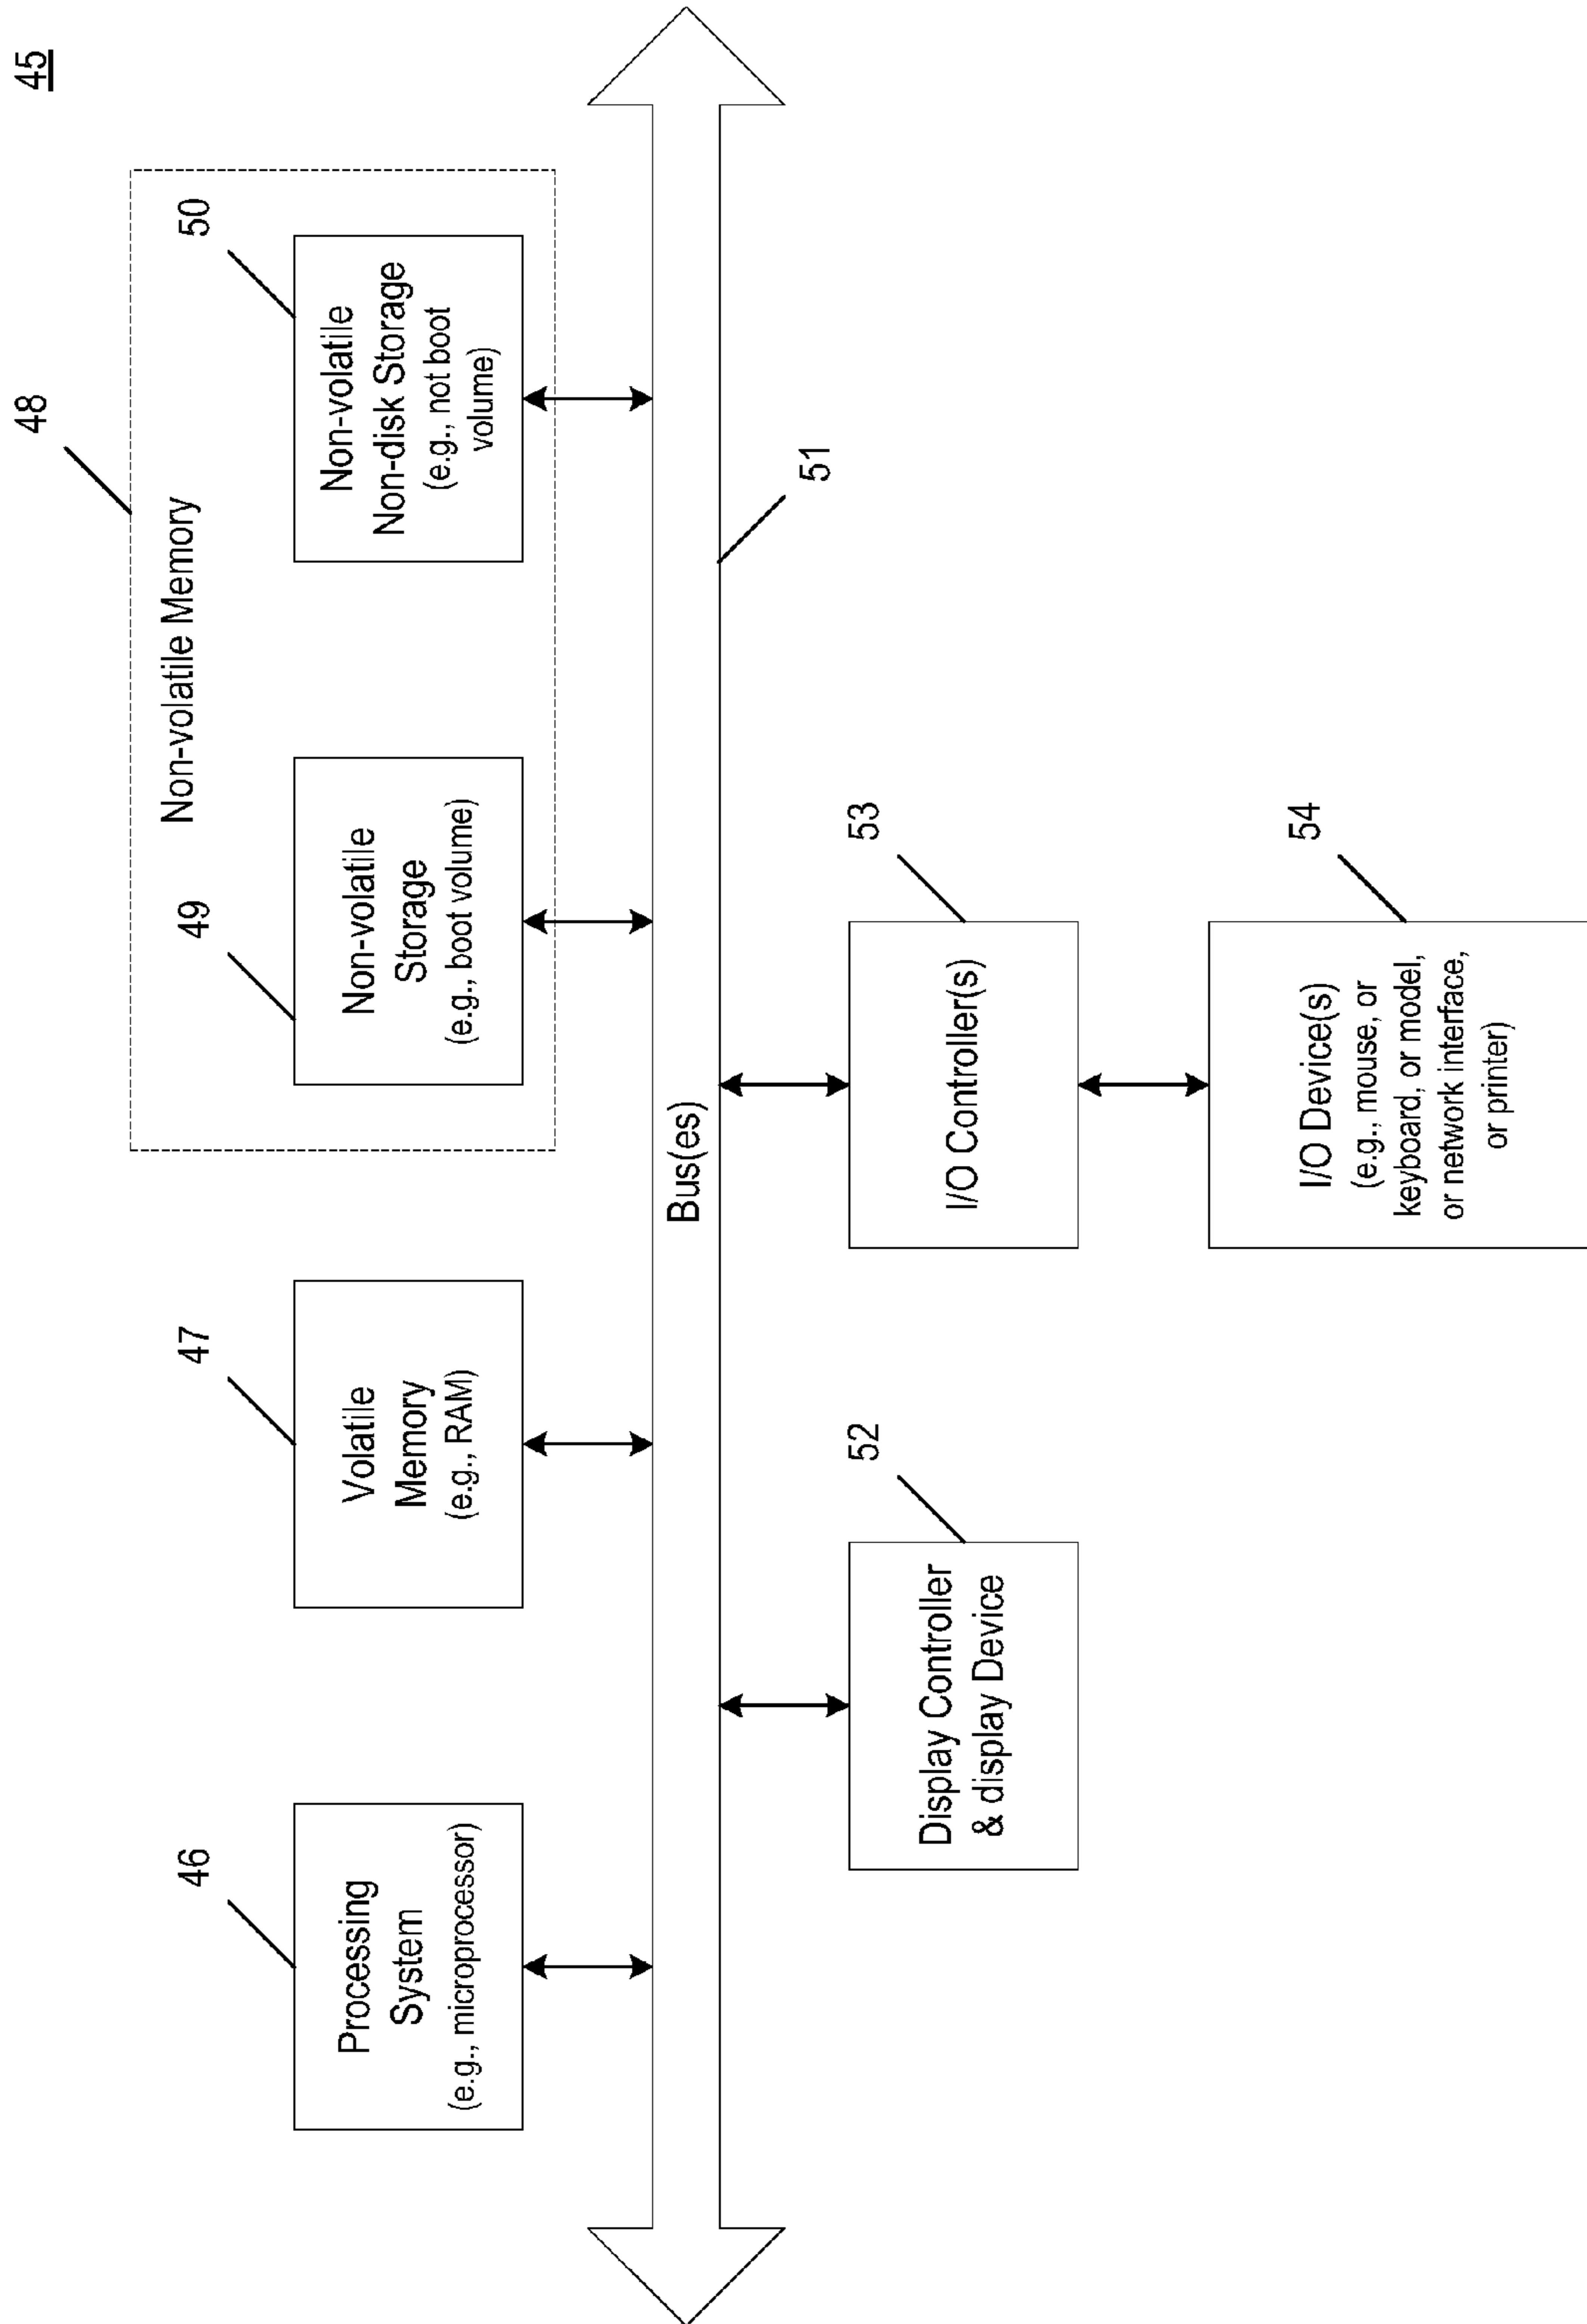 45
48
Non-volatile Memory
46
47
49
50
Processing
System
(e.g., microprocessor)
Volatile
Memory
(e.g., RAM)
Non-volatile
Storage
(e.g., boot volume)
Non-volatile
Non-disk Storage
(e.g., not boot
volume)
Bus(es)
51
52
53
Display Controller
& display Device
I/O Controller(s)
54
I/O Device(s)
(e.g., mouse, or
keyboard, or model,
or network interface,
or printer)